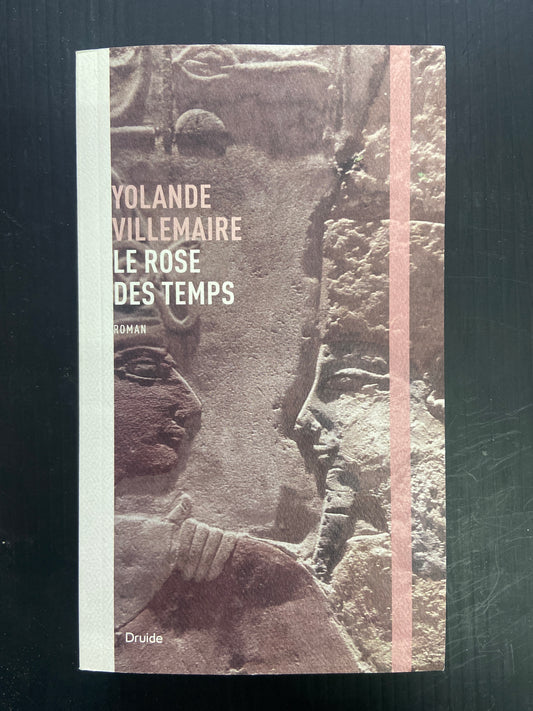 YOLANDE
VILLEMAIRE
LE ROSE
DES TEMPS
ROMAN
Druide